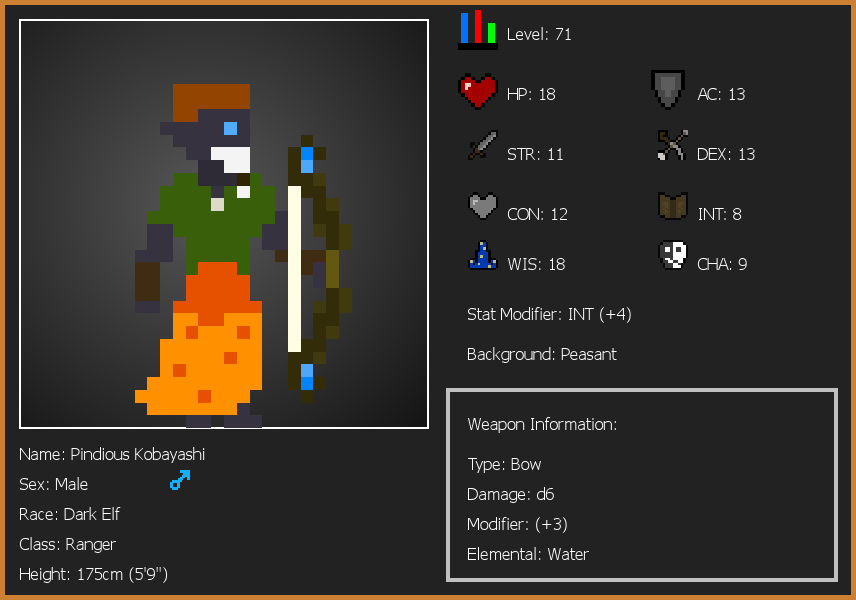 Level: 71
HP: 18
AC: 13
STR: 11
DEX: 13
CON: 12
INT: 8
WIS: 18
CHA: 9
Stat Modifier: INT (+4)
Background: Peasant
Weapon Information:
Type: Bow
Damage: d6
Modifier: (+3)
Elemental: Water
Name: Pindious Kobayashi
Sex: Male
Race: Dark Elf
Class: Ranger
Height: 175cm (5'9")